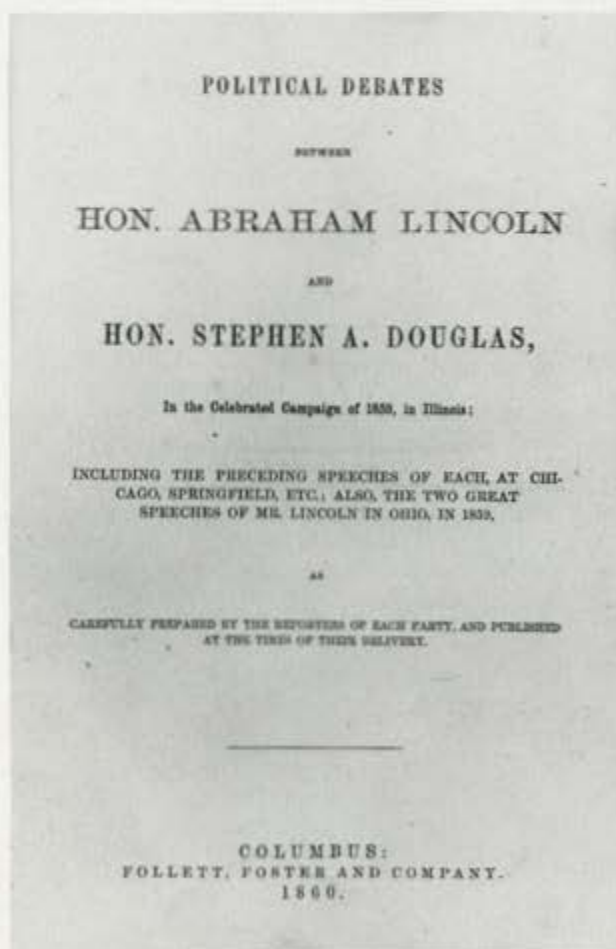 POLITICAL DEBATES
BETWEEN
HON. ABRAHAM LINCOLN
AND
HON. STEPHEN A. DOUGLAS,
In the Celebrated Campaign of 1858, in Illinois;
INCLUDING THE PRECEDING SPEECHES OF EACH, AT CHI-
CAGO, SPRINGFIELD, ETC.; ALSO, THE TWO GREAT
SPEECHES OF MR. LINCOLN IN OHIO, IN 1859,
AS
CAREFULLY PREPARED BY THE REPORTERS OF EACH PARTY, AND PUBLISHED
AT THE TIMES OF THEIR DELIVERY.
COLUMBUS:
FOLLETT, FOSTER AND COMPANY.
1860.